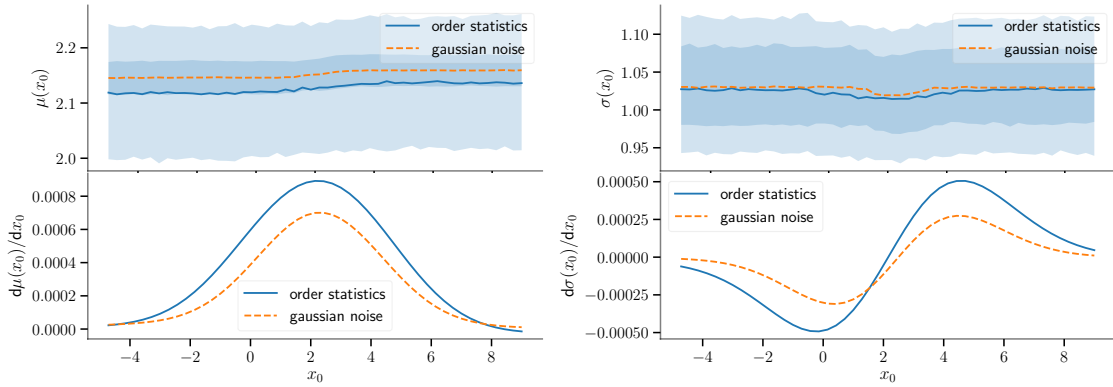 order statistics
gaussian noise
2.2
2.1
2.0
μ(x₀)
order statistics
gaussian noise
0.0008
0.0006
0.0004
0.0002
0.0000
dμ(x₀)/dx₀
−4 −2 0 2 4 6 8
x₀
order statistics
gaussian noise
1.10
1.05
1.00
0.95
σ(x₀)
order statistics
gaussian noise
0.00050
0.00025
0.00000
−0.00025
−0.00050
dσ(x₀)/dx₀
−4 −2 0 2 4 6 8
x₀